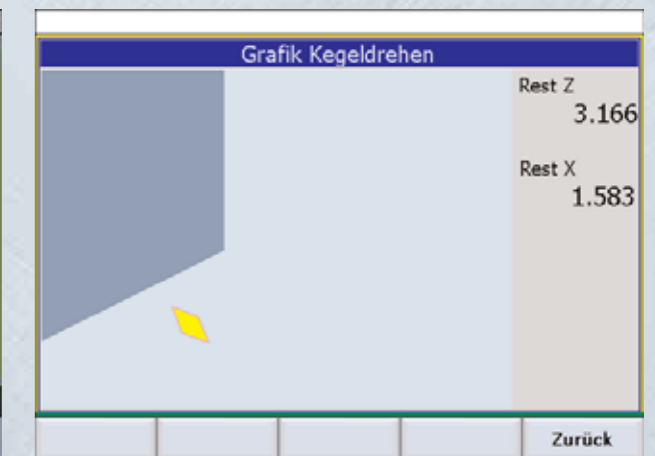 Grafik Kegeldrehen
Rest Z
3.166
Rest X
1.583
Zurück